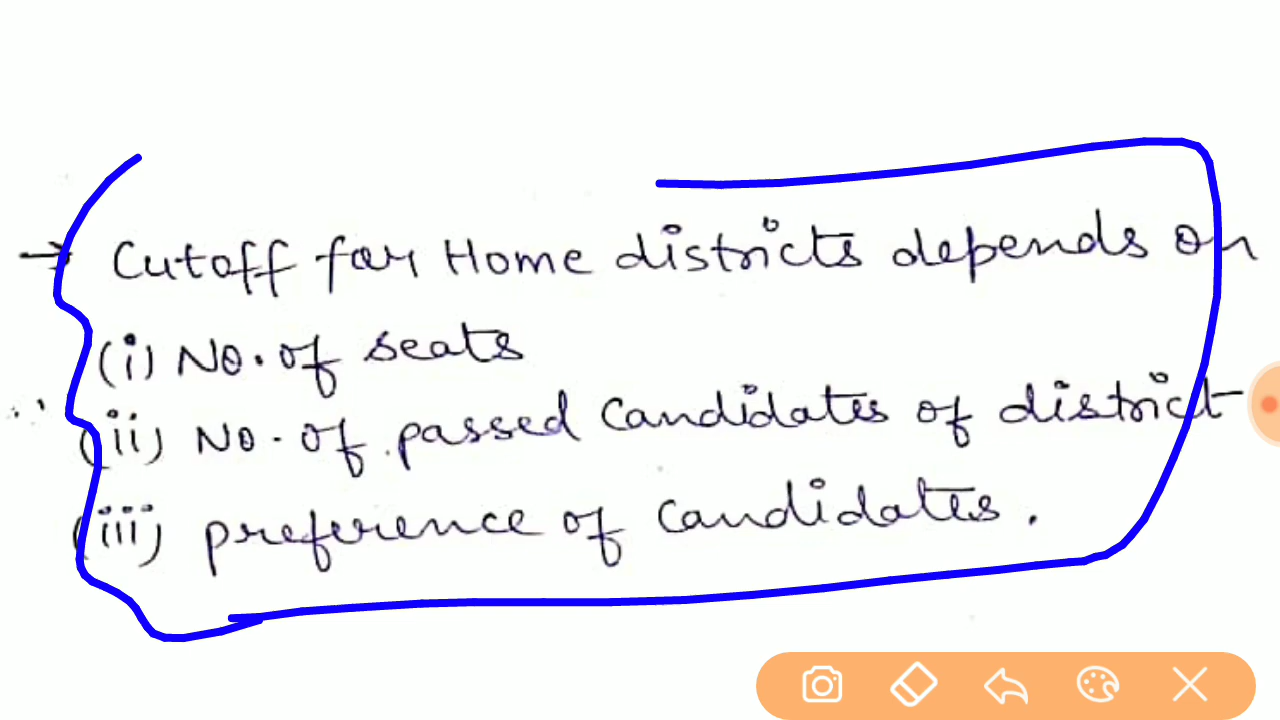 → Cutoff for Home districts depends on
(i) No. of seats
(ii) No. of passed candidates of district
(iii) preference of candidates.